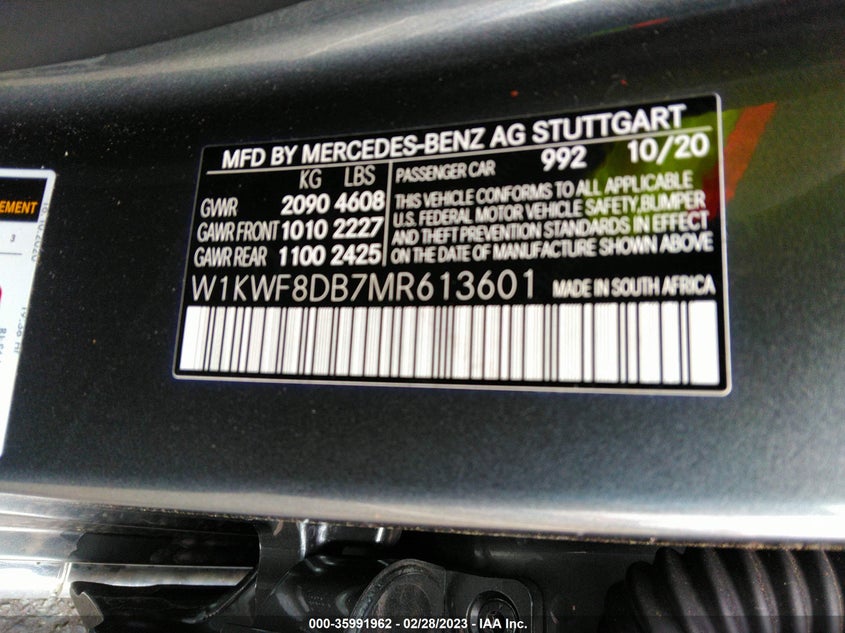 MFD BY MERCEDES-BENZ AG STUTTGART
KG LBS
GVWR 2090 4608
GAWR FRONT 1010 2227
GAWR REAR 1100 2425
PASSENGER CAR 992 10/20
THIS VEHICLE CONFORMS TO ALL APPLICABLE
U.S. FEDERAL MOTOR VEHICLE SAFETY, BUMPER
AND THEFT PREVENTION STANDARDS IN EFFECT
ON THE DATE OF MANUFACTURE SHOWN ABOVE
W1KWF8DB7MR613601 MADE IN SOUTH AFRICA
EMENT
3
000-35991962 - 02/28/2023 - IAA Inc.